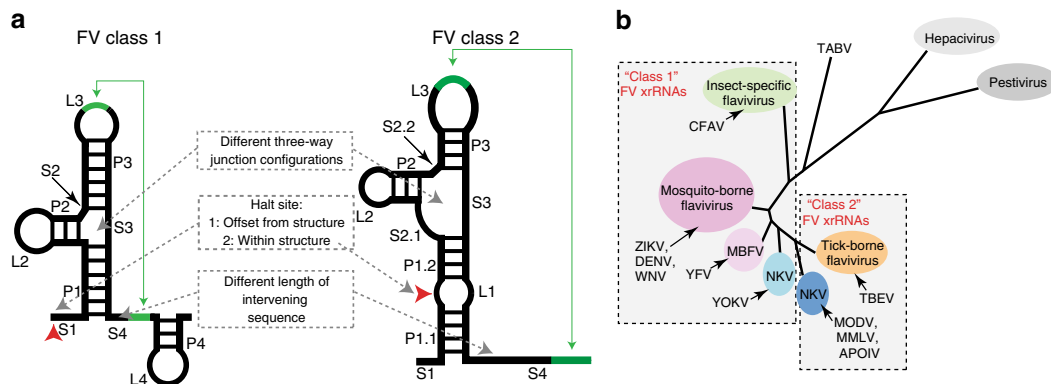 a
FV class 1
L3
P3
S2
P2
S3
L2
P1
S1
S4
P4
L4
Different three-way
junction configurations
Halt site:
1: Offset from structure
2: Within structure
Different length of
intervening
sequence
FV class 2
L3
S2.2
P3
P2
L2
S3
S2.1
P1.2
L1
P1.1
S1
S4
b
TABV
Hepacivirus
Pestivirus
"Class 1"
FV xrRNAs
Insect-specific
flavivirus
CFAV
Mosquito-borne
flavivirus
ZIKV,
DENV,
WNV
MBFV
YFV
NKV
YOKV
"Class 2"
FV xrRNAs
Tick-borne
flavivirus
TBEV
NKV
MODV,
MMLV,
APOIV